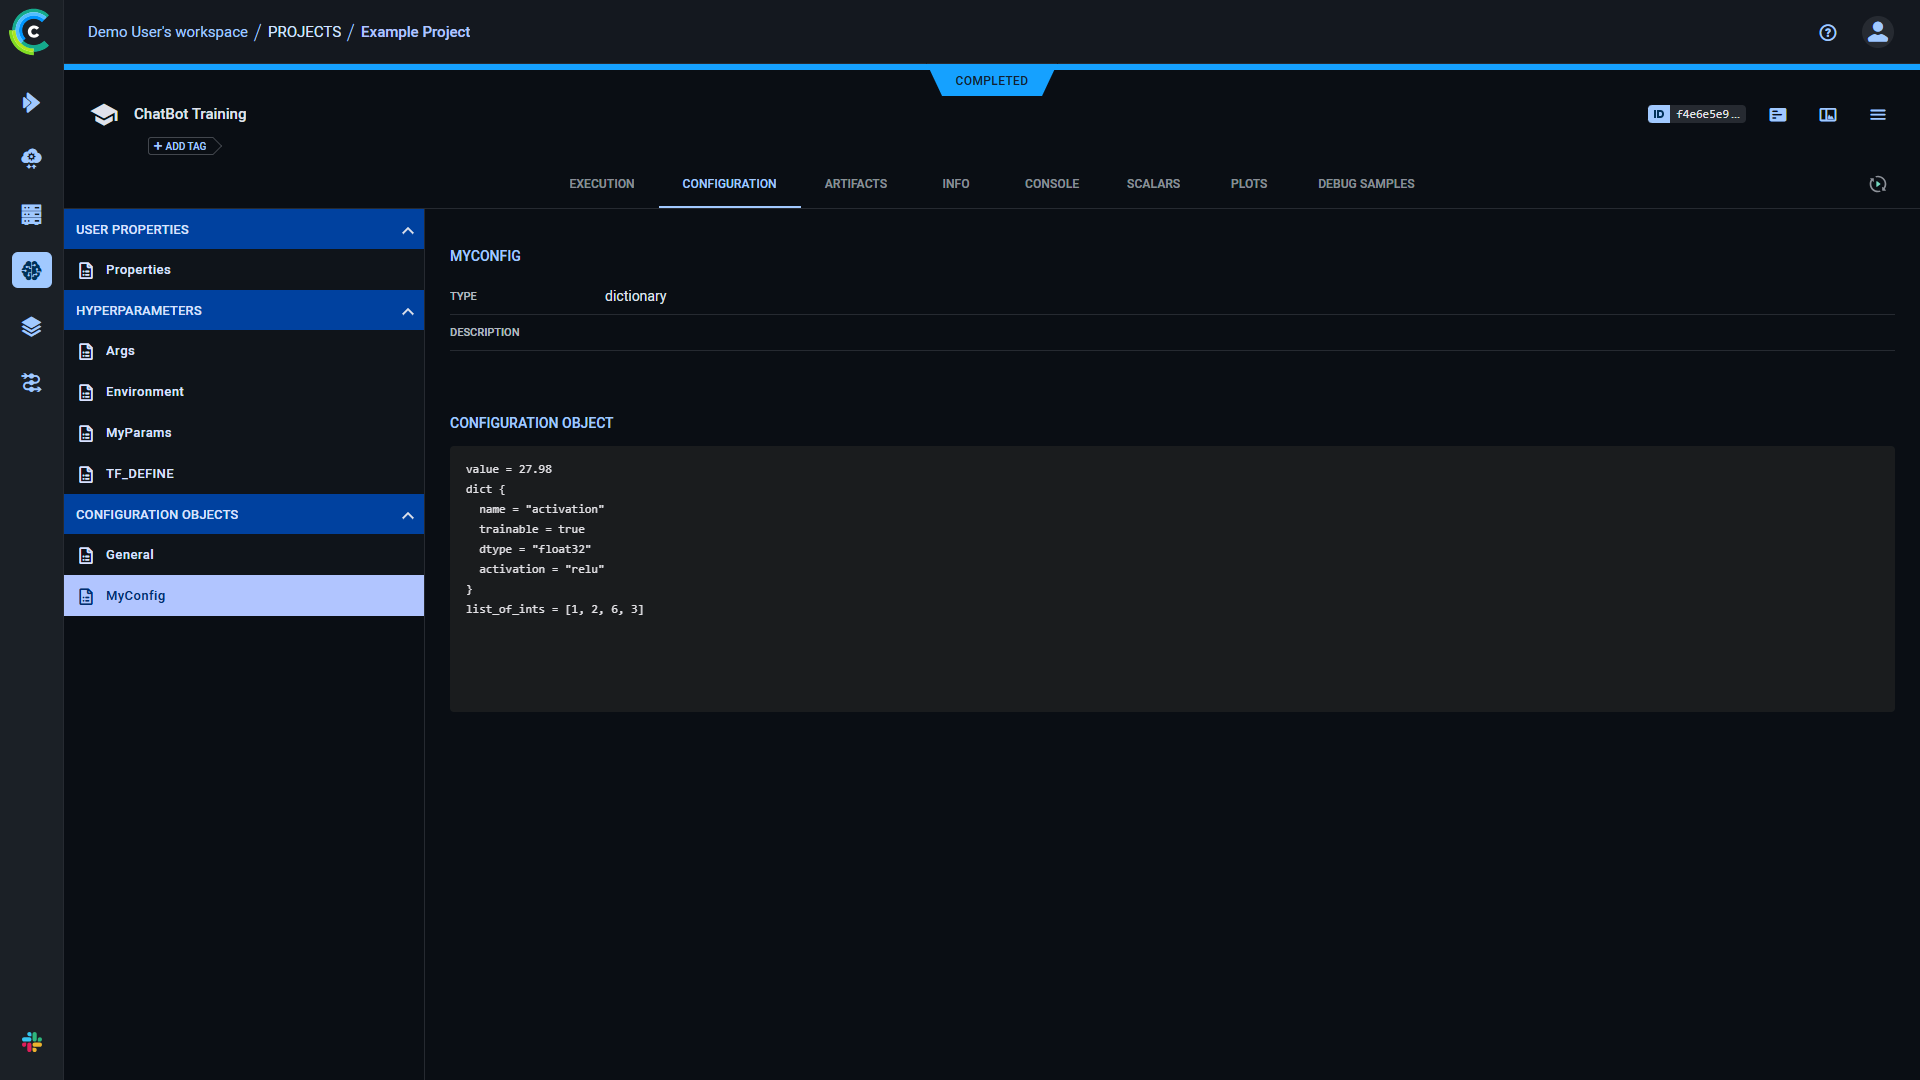 Demo User's workspace / PROJECTS / Example Project
COMPLETED
ChatBot Training
ID f4e6e5e9...
+ ADD TAG
EXECUTION CONFIGURATION ARTIFACTS INFO CONSOLE SCALARS PLOTS DEBUG SAMPLES
USER PROPERTIES
Properties
HYPERPARAMETERS
Args
Environment
MyParams
TF_DEFINE
CONFIGURATION OBJECTS
General
MyConfig
MYCONFIG
TYPE dictionary
DESCRIPTION
CONFIGURATION OBJECT
value = 27.98
dict {
  name = "activation"
  trainable = true
  dtype = "float32"
  activation = "relu"
}
list_of_ints = [1, 2, 6, 3]